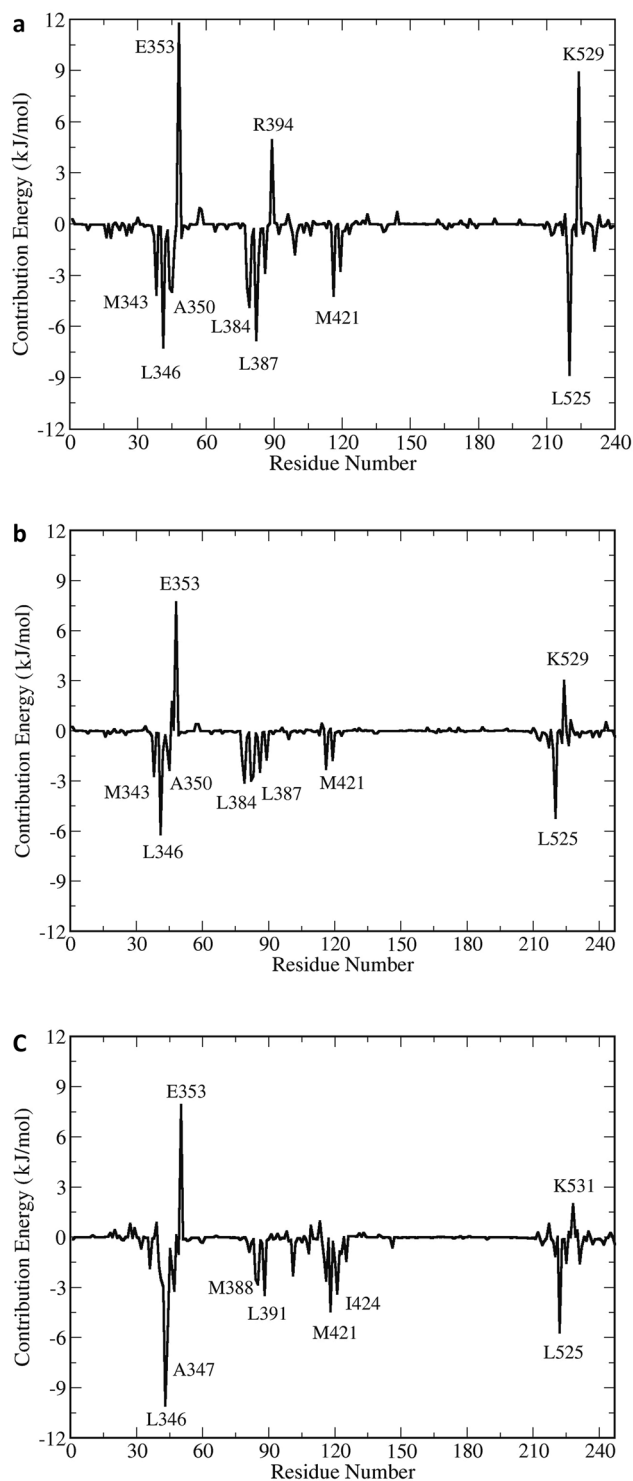 a
12
9
6
3
0
-3
-6
-9
-12
Contribution Energy (kJ/mol)
E353
K529
R394
M343
A350
L384
M421
L346
L387
L525
0 30 60 90 120 150 180 210 240
Residue Number
b
12
9
6
3
0
-3
-6
-9
-12
Contribution Energy (kJ/mol)
E353
K529
M343
A350
L384
L387
M421
L346
L525
0 30 60 90 120 150 180 210 240
Residue Number
C
12
9
6
3
0
-3
-6
-9
-12
Contribution Energy (kJ/mol)
E353
K531
M388
L391
I424
M421
A347
L346
L525
0 30 60 90 120 150 180 210 240
Residue Number